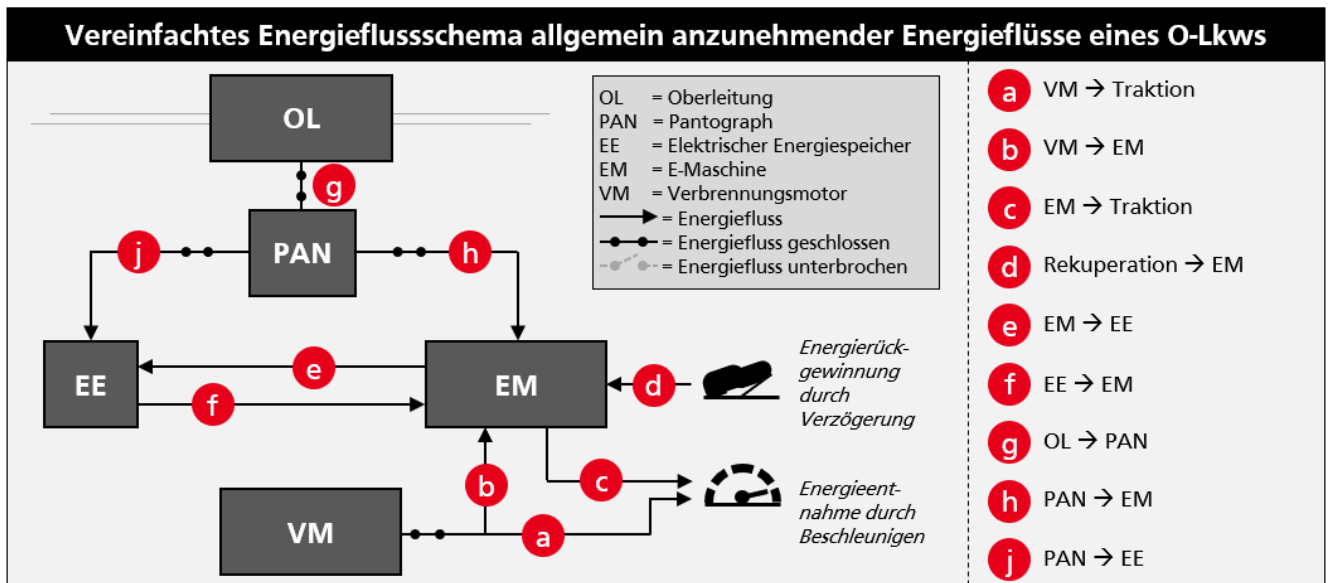 Vereinfachtes Energieflussschema allgemein anzunehmender Energieflüsse eines O-Lkws
OL
g
PAN
j
h
EE
e
f
EM
d
b
c
VM
a
OL = Oberleitung
PAN = Pantograph
EE = Elektrischer Energiespeicher
EM = E-Maschine
VM = Verbrennungsmotor
= Energiefluss
= Energiefluss geschlossen
= Energiefluss unterbrochen
Energierück-
gewinnung
durch
Verzögerung
Energieent-
nahme durch
Beschleunigen
a VM → Traktion
b VM → EM
c EM → Traktion
d Rekuperation → EM
e EM → EE
f EE → EM
g OL → PAN
h PAN → EM
j PAN → EE